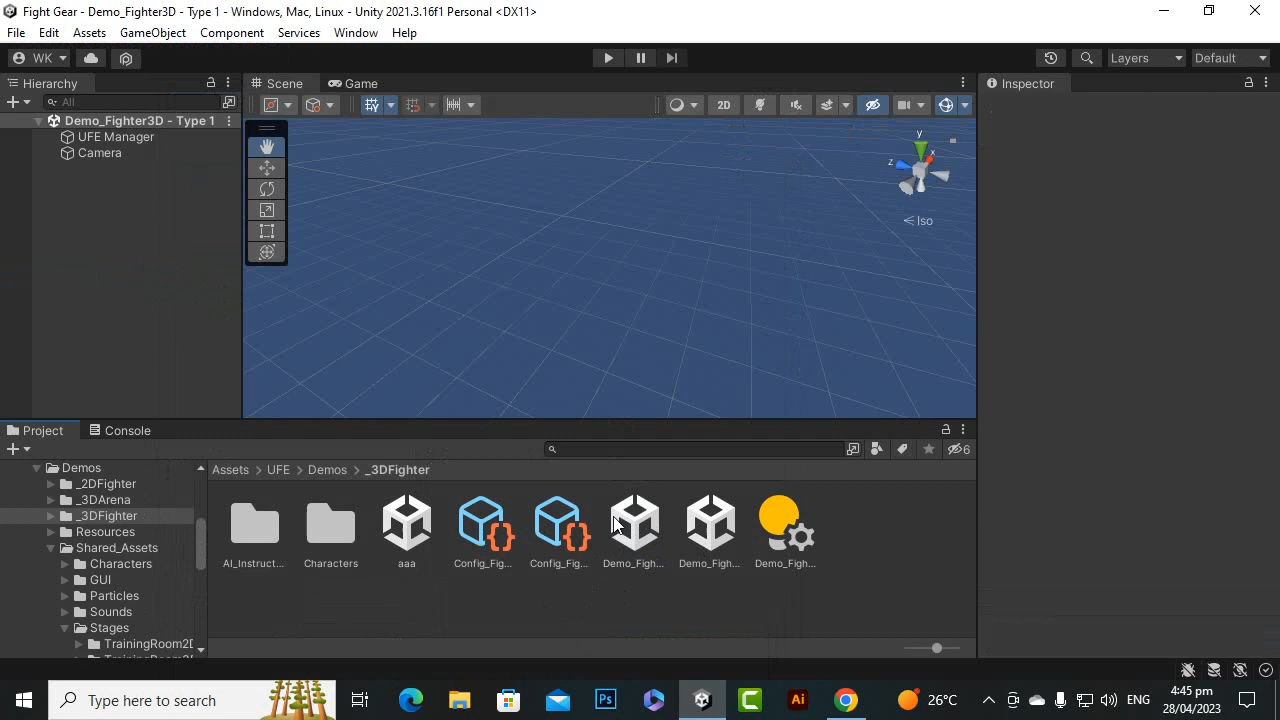 Fight Gear - Demo_Fighter3D - Type 1 - Windows, Mac, Linux - Unity 2021.3.16f1 Personal <DX11>
File Edit Assets GameObject Component Services Window Help
WK Layers Default
Hierarchy Scene Game Inspector
All 2D
Demo_Fighter3D - Type 1
UFE Manager
Camera
y
x
z
Iso
Project Console
6
Demos Assets > UFE > Demos > _3DFighter
_2DFighter
_3DArena
_3DFighter
Resources
Shared_Assets
Characters
GUI
Particles
Sounds
Stages
TrainingRoom2D
AI_Instruct... Characters aaa Config_Fig... Config_Fig... Demo_Figh... Demo_Figh... Demo_Figh...
Type here to search Ps Ai 26°C ENG 4:45 pm
28/04/2023